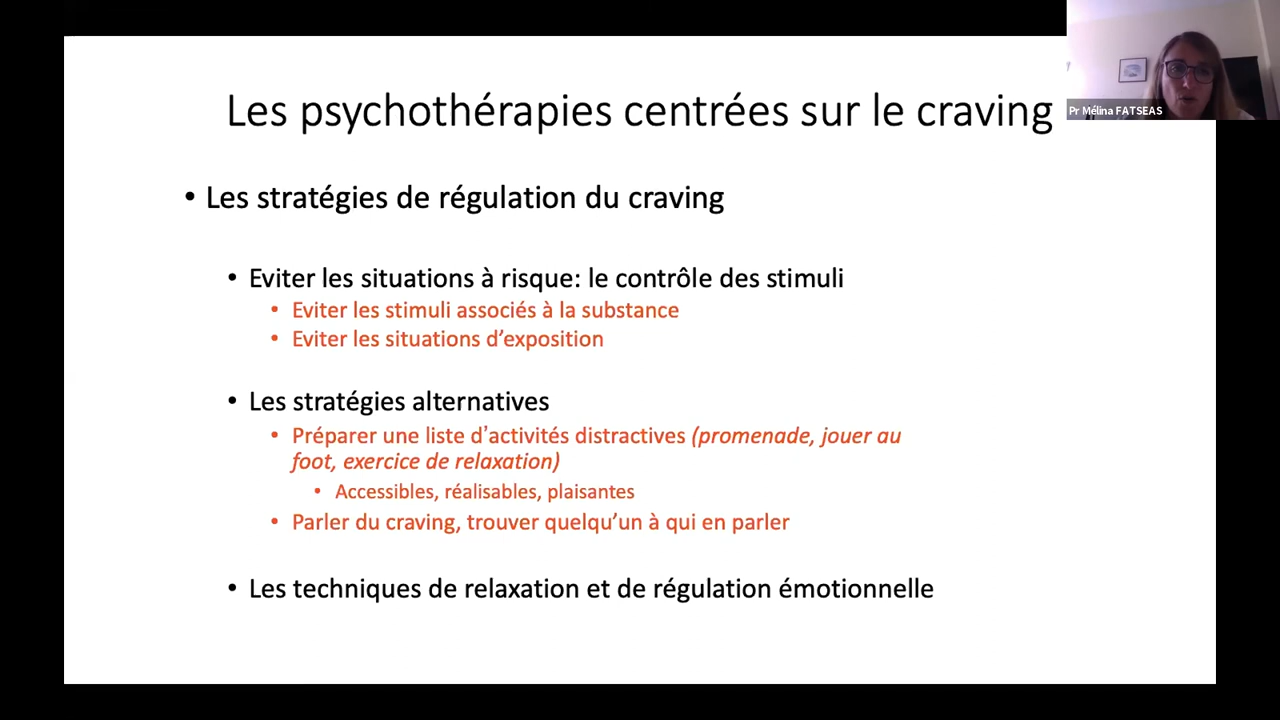 Les psychothérapies centrées sur le craving
Pr Mélina FATSEAS
• Les stratégies de régulation du craving
• Eviter les situations à risque: le contrôle des stimuli
• Eviter les stimuli associés à la substance
• Eviter les situations d’exposition
• Les stratégies alternatives
• Préparer une liste d’activités distractives (promenade, jouer au
foot, exercice de relaxation)
• Accessibles, réalisables, plaisantes
• Parler du craving, trouver quelqu’un à qui en parler
• Les techniques de relaxation et de régulation émotionnelle